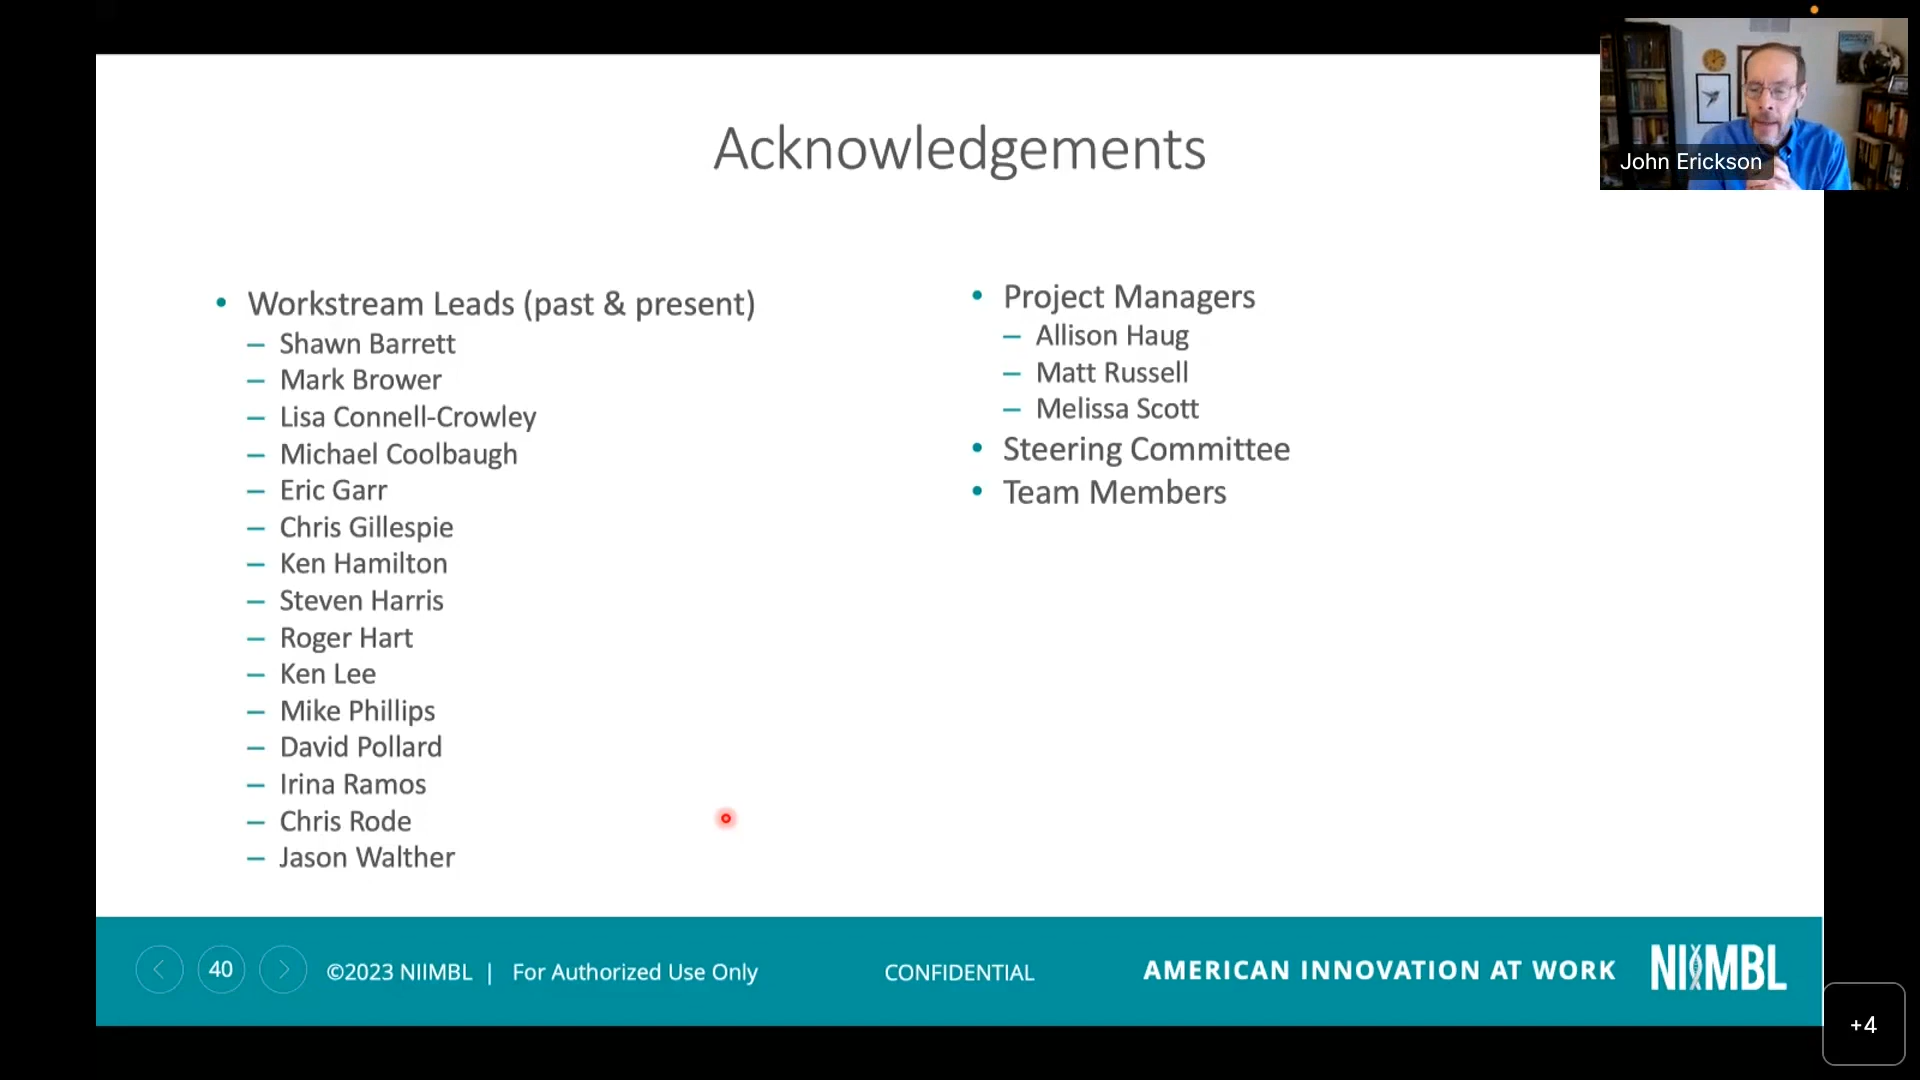 John Erickson
Acknowledgements
• Workstream Leads (past & present)
– Shawn Barrett
– Mark Brower
– Lisa Connell-Crowley
– Michael Coolbaugh
– Eric Garr
– Chris Gillespie
– Ken Hamilton
– Steven Harris
– Roger Hart
– Ken Lee
– Mike Phillips
– David Pollard
– Irina Ramos
– Chris Rode
– Jason Walther
• Project Managers
– Allison Haug
– Matt Russell
– Melissa Scott
• Steering Committee
• Team Members
40 ©2023 NIIMBL | For Authorized Use Only CONFIDENTIAL AMERICAN INNOVATION AT WORK NIIMBL
+4